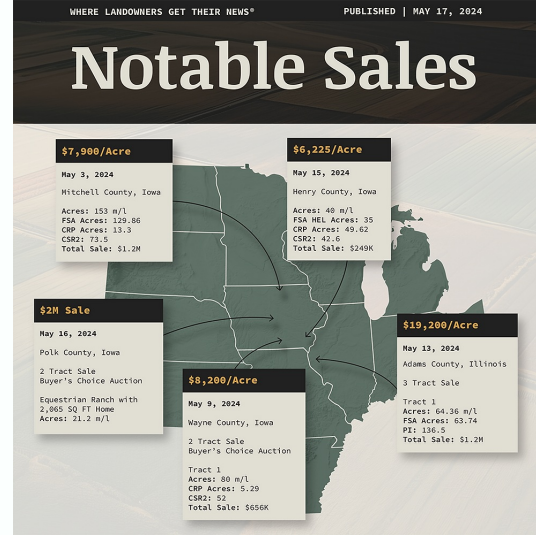 WHERE LANDOWNERS GET THEIR NEWS®
PUBLISHED | MAY 17, 2024
Notable Sales
$7,900/Acre
May 3, 2024
Mitchell County, Iowa
Acres: 153 m/l
FSA Acres: 129.86
CRP Acres: 13.3
CSR2: 73.5
Total Sale: $1.2M
$6,225/Acre
May 15, 2024
Henry County, Iowa
Acres: 40 m/l
FSA HEL Acres: 35
CRP Acres: 49.62
CSR2: 42.6
Total Sale: $249K
$2M Sale
May 16, 2024
Polk County, Iowa
2 Tract Sale
Buyer's Choice Auction
Equestrian Ranch with
2,065 SQ FT Home
Acres: 21.2 m/l
$8,200/Acre
May 9, 2024
Wayne County, Iowa
2 Tract Sale
Buyer's Choice Auction
Tract 1
Acres: 80 m/l
CRP Acres: 5.29
CSR2: 52
Total Sale: $656K
$19,200/Acre
May 13, 2024
Adams County, Illinois
3 Tract Sale
Tract 1
Acres: 64.36 m/l
FSA Acres: 63.74
PI: 136.5
Total Sale: $1.2M